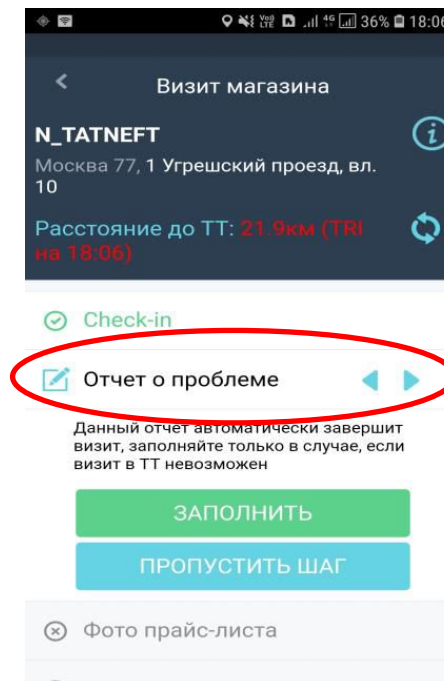 36% 18:06
Визит магазина
N_TATNEFT
Москва 77, 1 Угрешский проезд, вл.
10
Расстояние до ТТ: 21.9км (TRI
на 18:06)
Check-in
Отчет о проблеме
Данный отчет автоматически завершит
визит, заполняйте только в случае, если
визит в ТТ невозможен
ЗАПОЛНИТЬ
ПРОПУСТИТЬ ШАГ
Фото прайс-листа